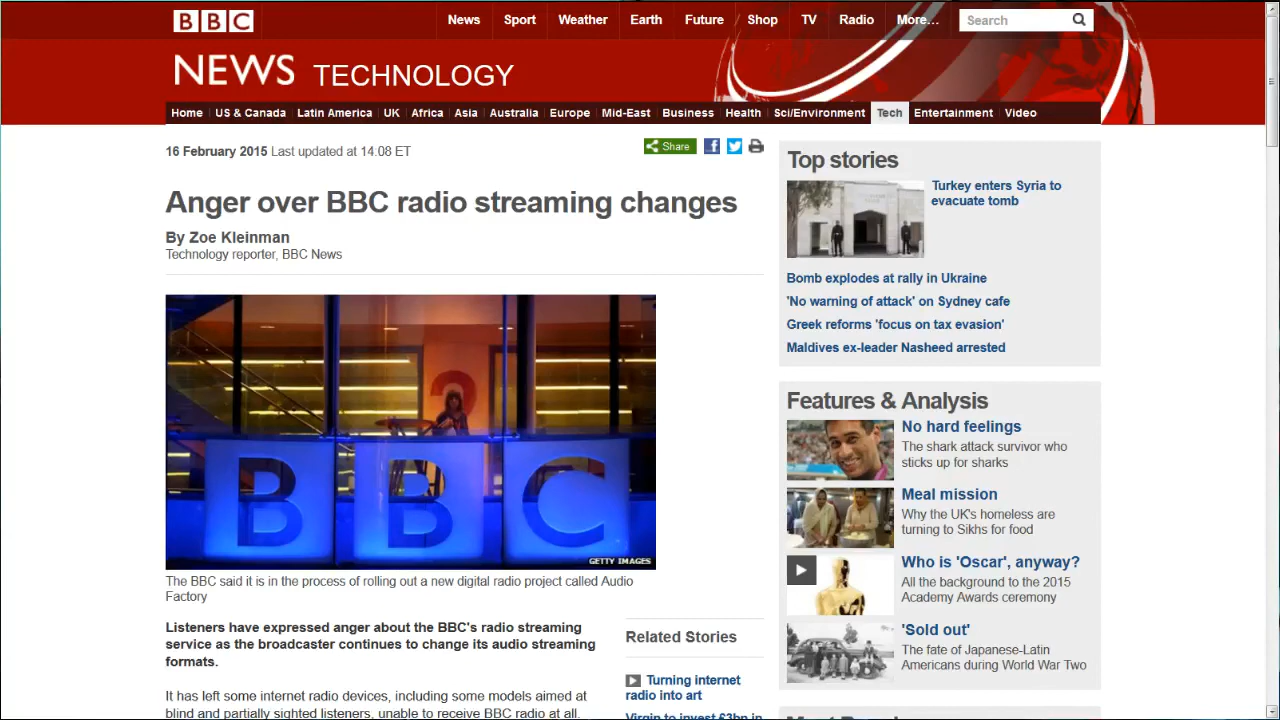 BBC
News Sport Weather Earth Future Shop TV Radio More... Search
NEWS TECHNOLOGY
Home US & Canada Latin America UK Africa Asia Australia Europe Mid-East Business Health Sci/Environment Tech Entertainment Video
16 February 2015 Last updated at 14:08 ET
Share
Anger over BBC radio streaming changes
By Zoe Kleinman
Technology reporter, BBC News
BBC
GETTY IMAGES
The BBC said it is in the process of rolling out a new digital radio project called Audio
Factory
Listeners have expressed anger about the BBC's radio streaming
service as the broadcaster continues to change its audio streaming
formats.
It has left some internet radio devices, including some models aimed at
blind and partially sighted listeners, unable to receive BBC radio at all.
Related Stories
Turning internet
radio into art
Virgin to invest £3bn in
Top stories
Turkey enters Syria to
evacuate tomb
Bomb explodes at rally in Ukraine
'No warning of attack' on Sydney cafe
Greek reforms 'focus on tax evasion'
Maldives ex-leader Nasheed arrested
Features & Analysis
No hard feelings
The shark attack survivor who
sticks up for sharks
Meal mission
Why the UK's homeless are
turning to Sikhs for food
Who is 'Oscar', anyway?
All the background to the 2015
Academy Awards ceremony
'Sold out'
The fate of Japanese-Latin
Americans during World War Two